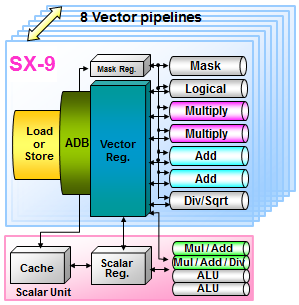 8 Vector pipelines
SX-9
Mask Reg.
Mask
Logical
Multiply
Multiply
Add
Add
Div/Sqrt
Load
or
Store
ADB
Vector
Reg.
Mul / Add
Mul / Add / Div
ALU
ALU
Cache
Scalar
Reg.
Scalar Unit